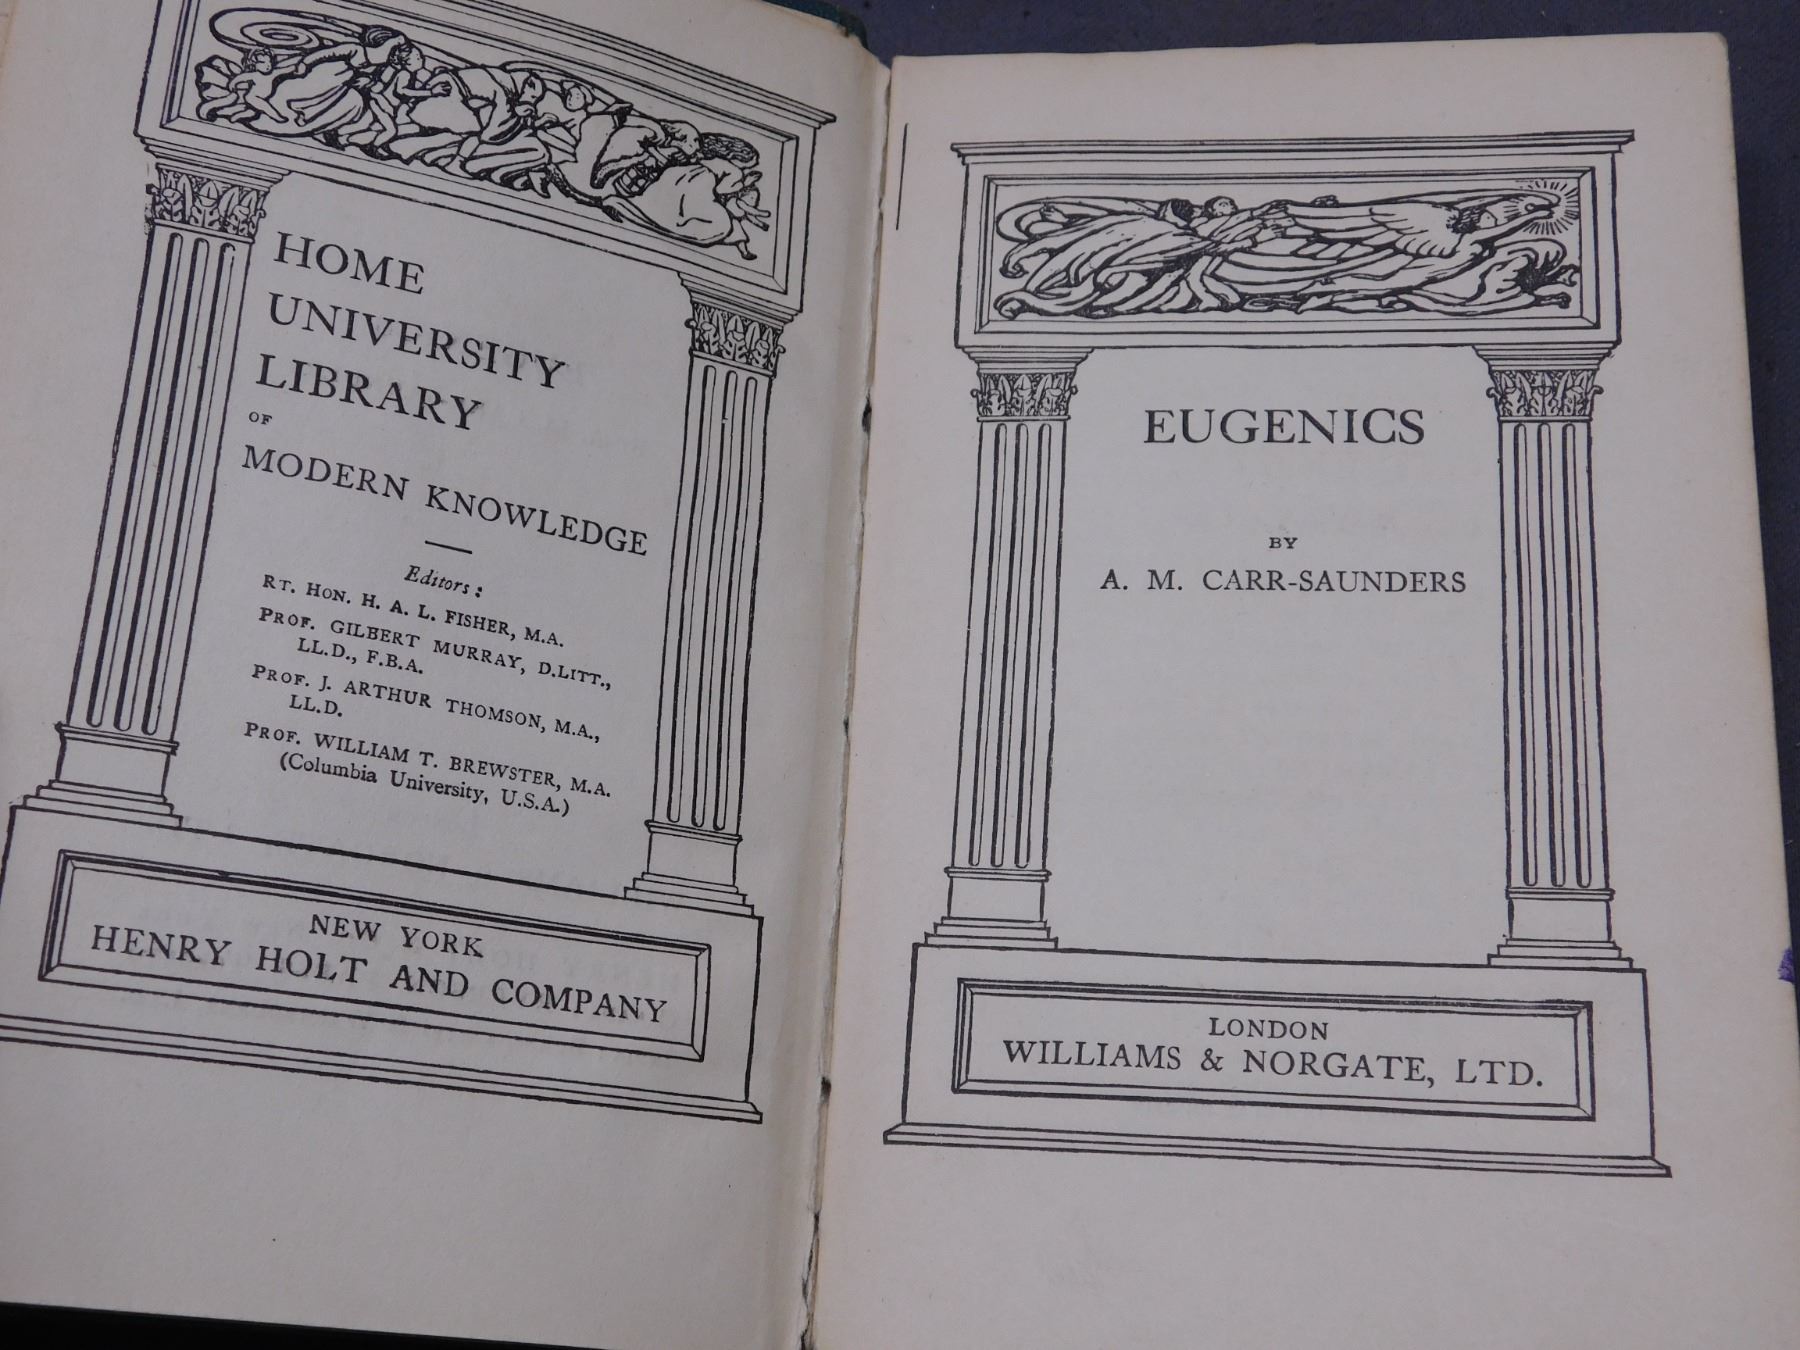 HOME
UNIVERSITY
LIBRARY
OF
MODERN KNOWLEDGE
Editors:
RT. HON. H. A. L. FISHER, M.A.
PROF. GILBERT MURRAY, D.LITT.,
LL.D., F.B.A.
PROF. J. ARTHUR THOMSON, M.A.,
LL.D.
PROF. WILLIAM T. BREWSTER, M.A.
(Columbia University, U.S.A.)
NEW YORK
HENRY HOLT AND COMPANY
EUGENICS
BY
A. M. CARR-SAUNDERS
LONDON
WILLIAMS & NORGATE, LTD.